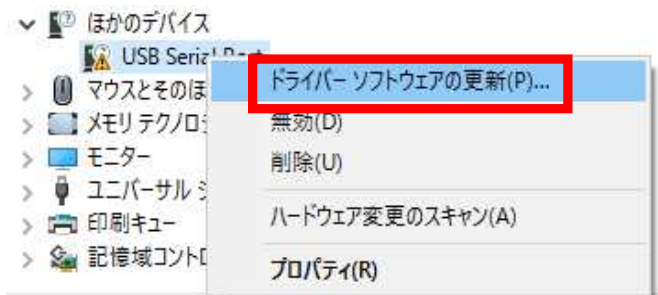 ほかのデバイス
USB Serial Port
ドライバー ソフトウェアの更新(P)...
マウスとそのほ
無効(D)
メモリ テクノロ
削除(U)
モニター
ユニバーサル シ
ハードウェア変更のスキャン(A)
印刷キュー
記憶域コントロ
プロパティ(R)